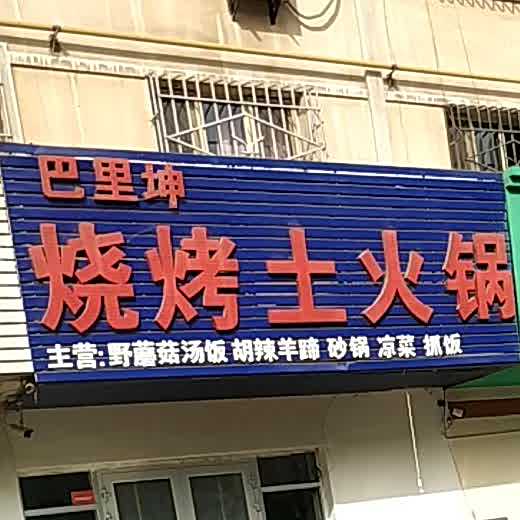 巴里坤
烧烤土火锅
主营:野蘑菇汤饭 胡辣羊蹄 砂锅 凉菜 抓饭